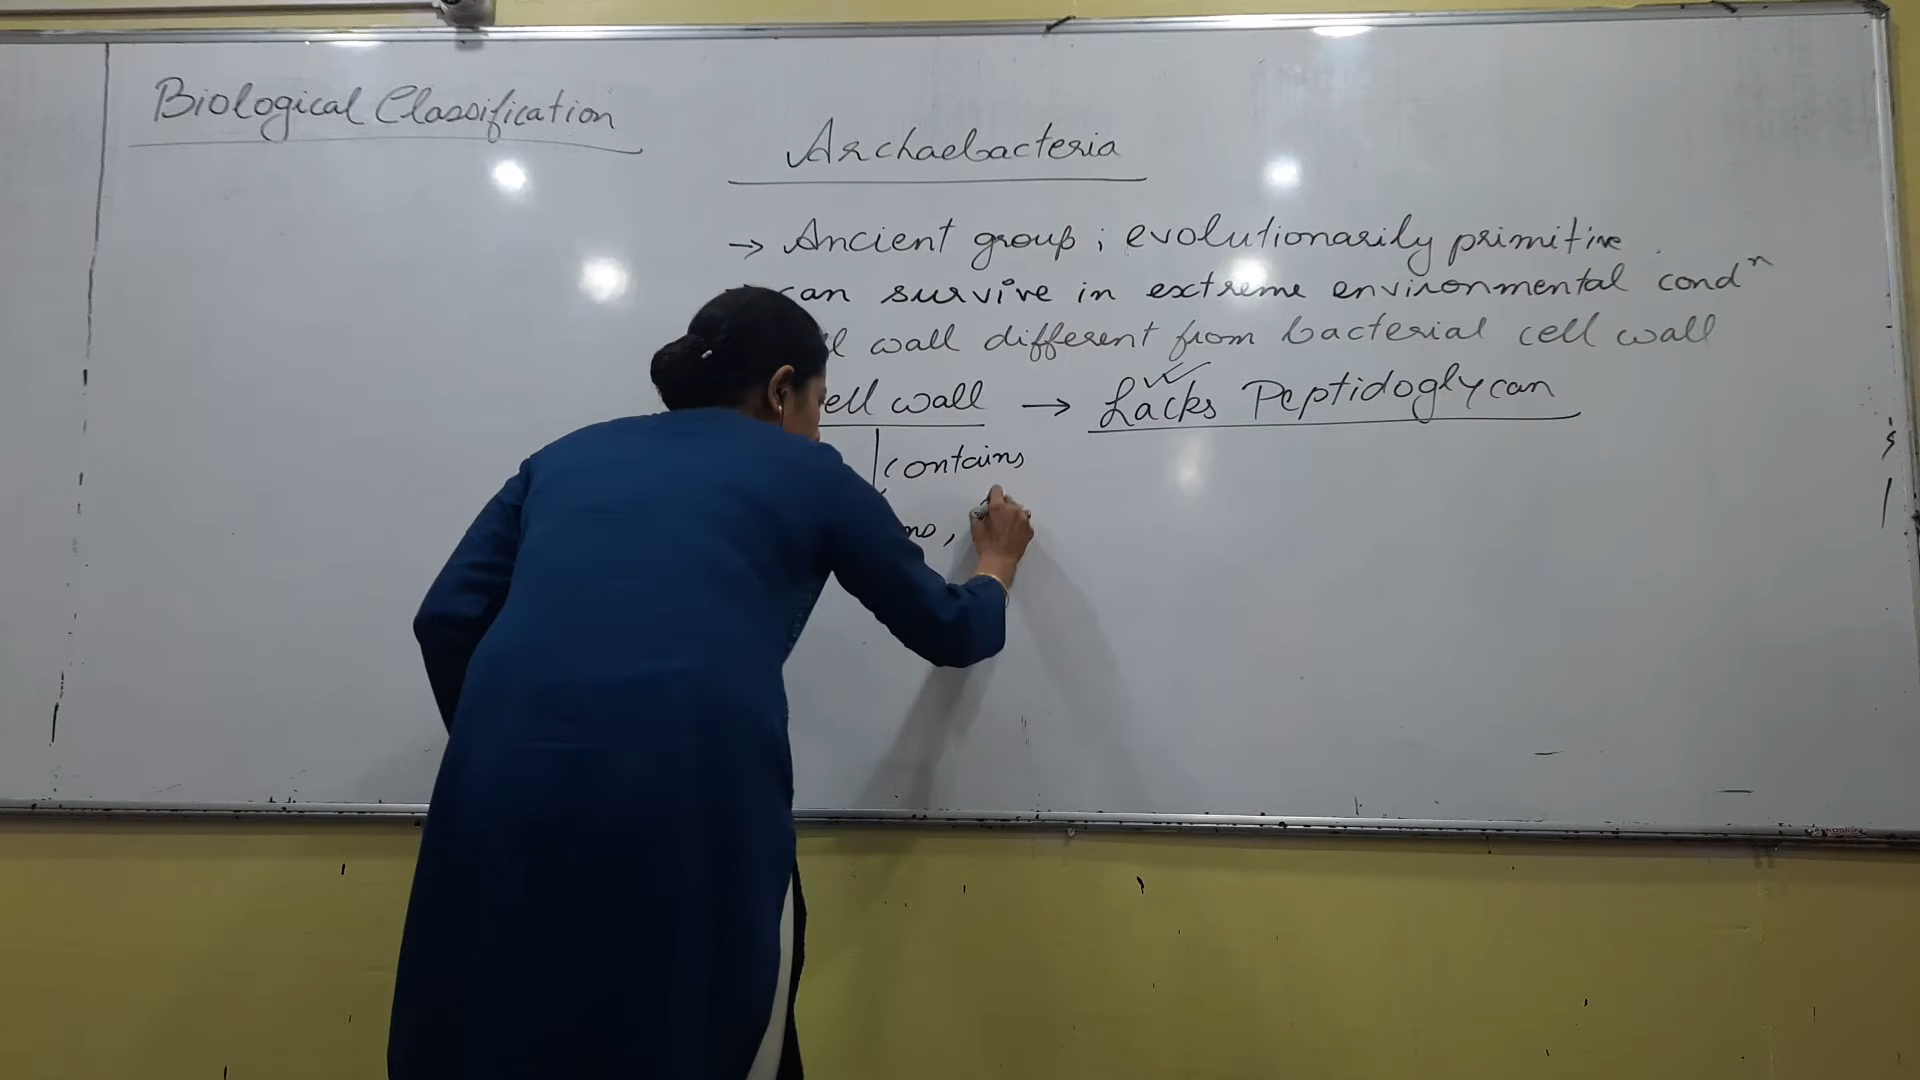 Biological Classification
Archaebacteria
→ Ancient group ; evolutionarily primitive
can survive in extreme environmental condⁿ
wall different from bacterial cell wall
ell wall → Lacks Peptidoglycan
contains